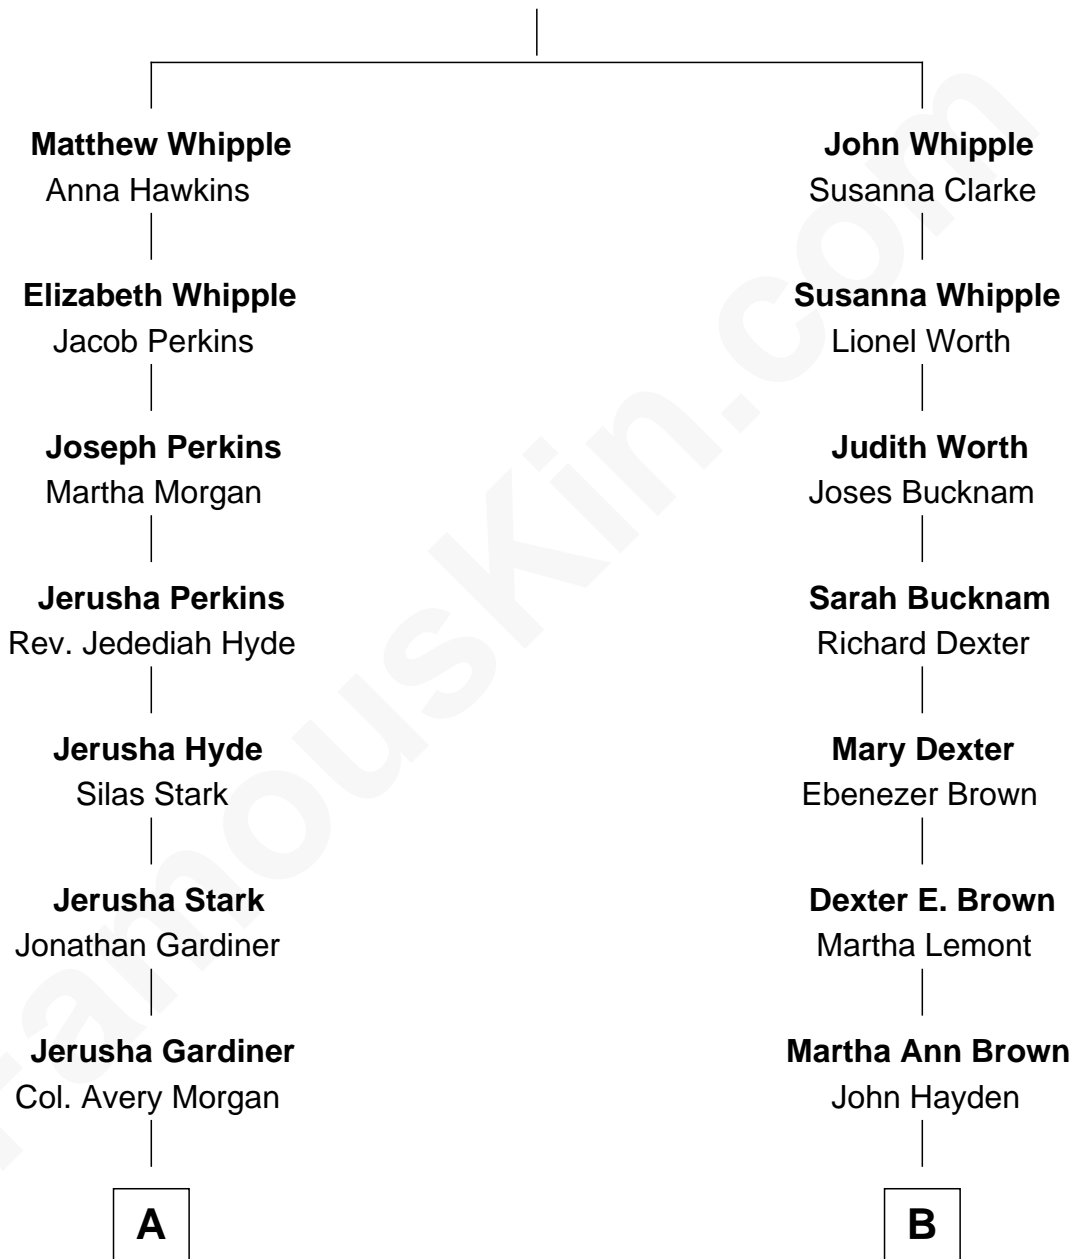 Matthew Whipple
Anna Hawkins
Elizabeth Whipple
Jacob Perkins
Joseph Perkins
Martha Morgan
Jerusha Perkins
Rev. Jedediah Hyde
Jerusha Hyde
Silas Stark
Jerusha Stark
Jonathan Gardiner
Jerusha Gardiner
Col. Avery Morgan
A
John Whipple
Susanna Clarke
Susanna Whipple
Lionel Worth
Judith Worth
Joses Bucknam
Sarah Bucknam
Richard Dexter
Mary Dexter
Ebenezer Brown
Dexter E. Brown
Martha Lemont
Martha Ann Brown
John Hayden
B
FamousKin.com